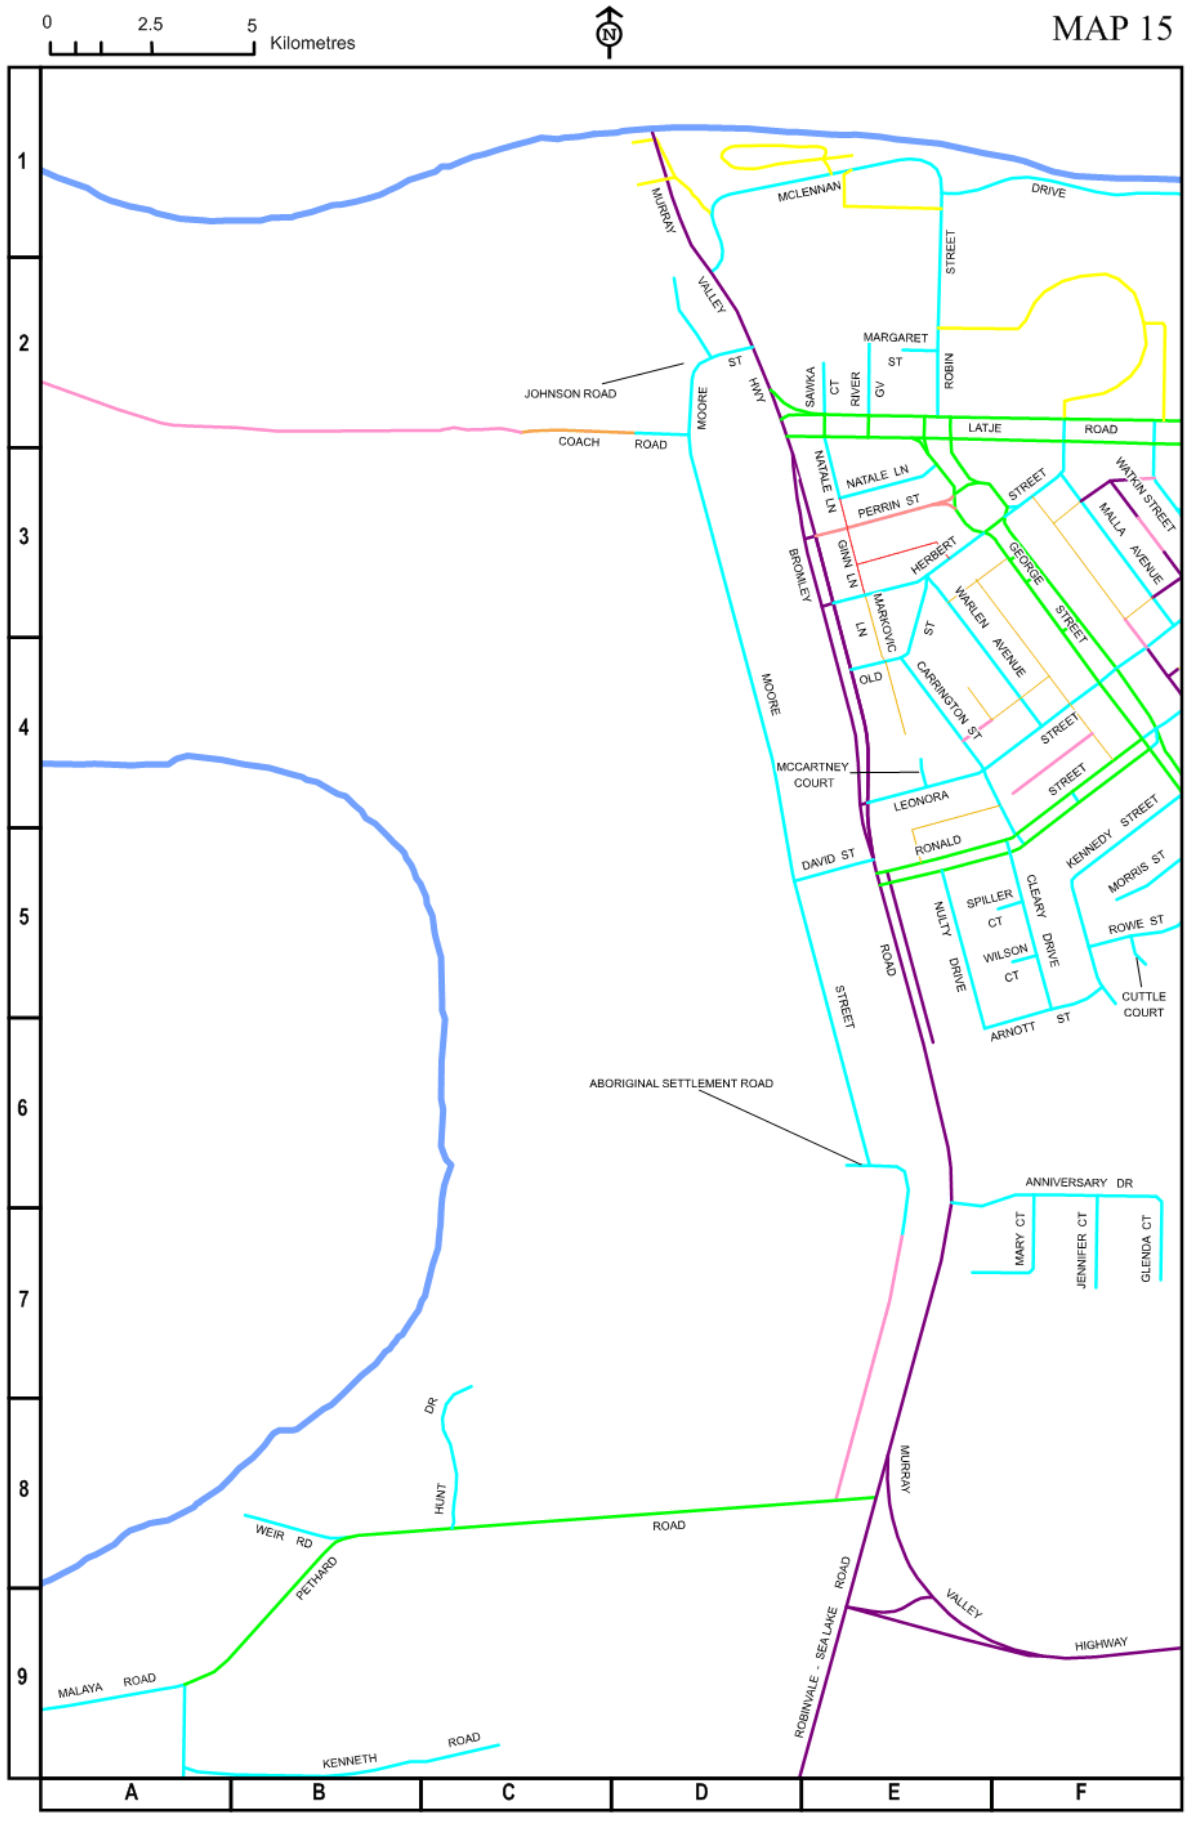 0 2.5 5
Kilometres
N
MAP 15
1
MCLENNAN
DRIVE
MURRAY
STREET
VALLEY
2
MARGARET
ST
ST
ROBIN
JOHNSON ROAD
HWY
SAWKA
CT
RIVER
GV
MOORE
COACH
ROAD
LATJE
ROAD
NATALE LN
NATALE LN
STREET
WATKIN STREET
PERRIN ST
MALLA
AVENUE
3
BROMLEY
GINN LN
HERBERT
GEORGE
STREET
MARKOVIC
LN
ST
WARLEN
AVENUE
OLD
CARRINGTON ST
MOORE
4
STREET
MCCARTNEY
COURT
STREET
LEONORA
KENNEDY STREET
RONALD
DAVID ST
MORRIS ST
5
SPILLER
CT
CLEARY
DRIVE
NULTY
DRIVE
ROWE ST
WILSON
CT
ROAD
STREET
CUTTLE
COURT
ARNOTT ST
6
ABORIGINAL SETTLEMENT ROAD
ANNIVERSARY DR
MARY CT
JENNIFER CT
GLENDA CT
7
DR
HUNT
8
MURRAY
ROAD
WEIR RD
PETHARD
ROAD
VALLEY
HIGHWAY
ROBINVALE - SEA LAKE
9
MALAYA ROAD
KENNETH
ROAD
A B C D E F